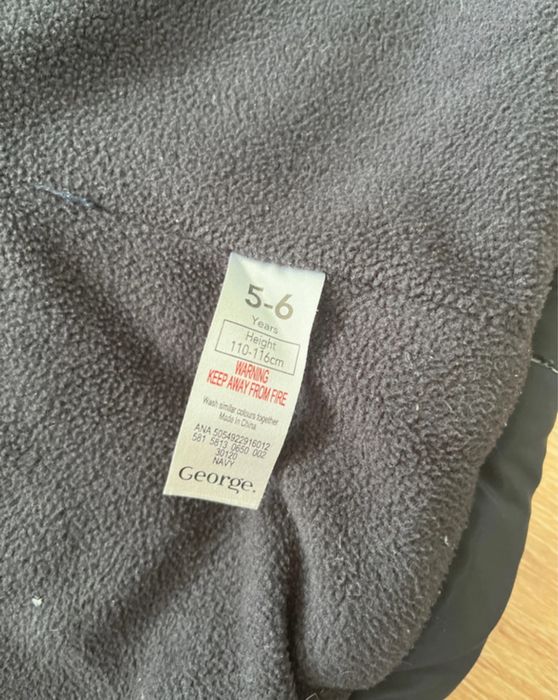 5-6
Years
Height
110-116cm
WARNING
KEEP AWAY FROM FIRE
Wash similar colours together
Made in China
ANA 5054922916012
581 5813 0650 002
30120
NAVY
George.